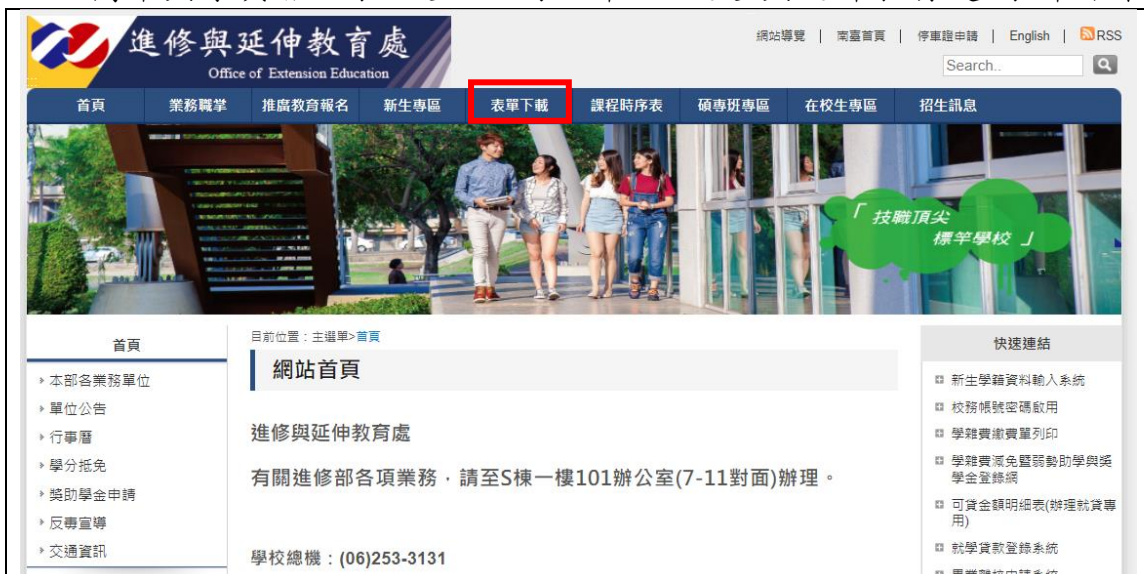 進修與延伸教育處
Office of Extension Education
網站導覽 | 南臺首頁 | 停車證申請 | English | RSS
Search..
首頁 業務職掌 推廣教育報名 新生專區 表單下載 課程時序表 碩專班專區 在校生專區 招生訊息
「技職頂尖
標竿學校」
首頁
本部各業務單位
單位公告
行事曆
學分抵免
獎助學金申請
反毒宣導
交通資訊
目前位置：主選單>首頁
網站首頁
進修與延伸教育處
有關進修部各項業務，請至S棟一樓101辦公室(7-11對面)辦理。
學校總機：(06)253-3131
快速連結
新生學籍資料輸入系統
校務帳號密碼啟用
學雜費繳費單列印
學雜費減免暨弱勢助學與獎
學金登錄網
可貸金額明細表(辦理就貸專
用)
就學貸款登錄系統